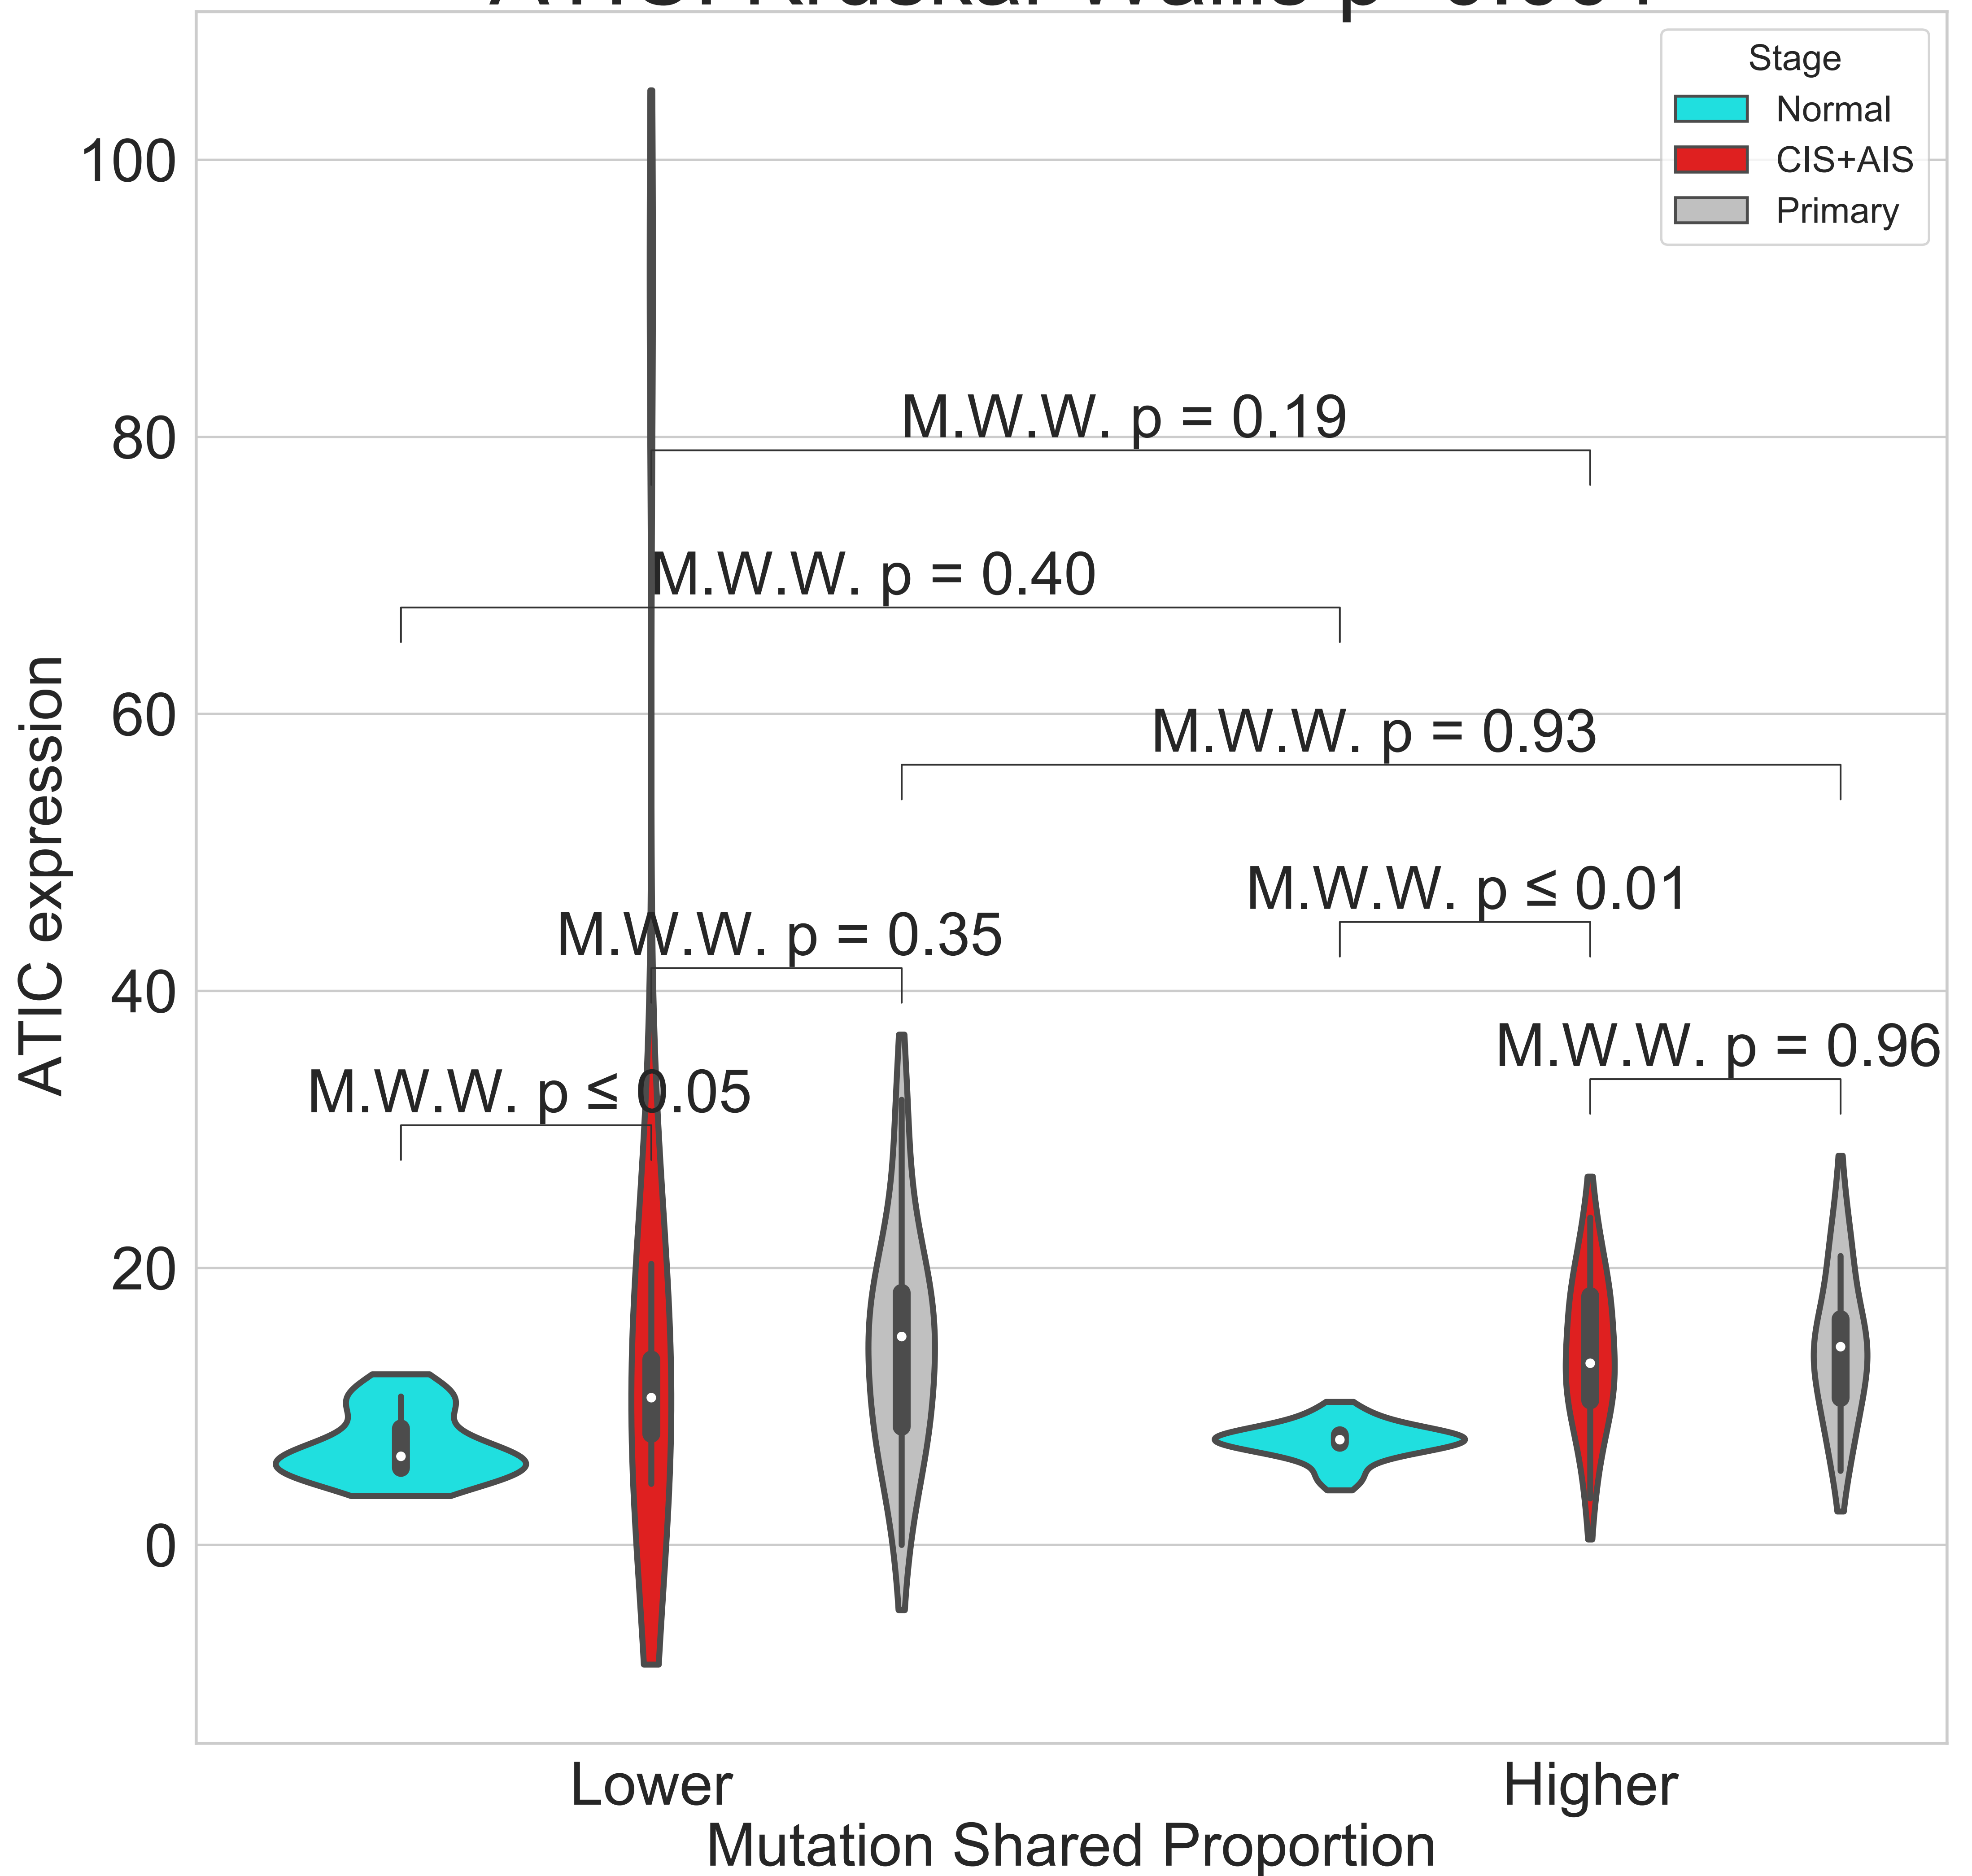 Stage
Normal
CIS+AIS
Primary
100
80
60
40
20
0
ATIC expression
M.W.W. p = 0.19
M.W.W. p = 0.40
M.W.W. p = 0.93
M.W.W. p ≤ 0.01
M.W.W. p = 0.35
M.W.W. p = 0.96
M.W.W. p ≤ 0.05
Lower
Higher
Mutation Shared Proportion